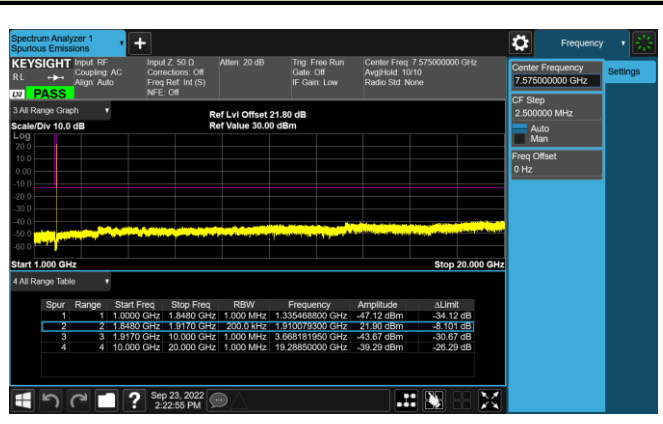 Spectrum Analyzer 1
Spurious Emissions
+
Frequency
KEYSIGHT
RL
LXI PASS
Input: RF
Coupling: AC
Align: Auto
Input Z: 50 Ω
Corrections: Off
Freq Ref: Int (S)
NFE: Off
Atten: 20 dB
Trig: Free Run
Gate: Off
IF Gain: Low
Center Freq: 7.575000000 GHz
Avg|Hold: 10/10
Radio Std: None
Center Frequency
7.575000000 GHz
Settings
CF Step
2.500000 MHz
Auto
Man
Freq Offset
0 Hz
3 All Range Graph
Scale/Div 10.0 dB
Ref Lvl Offset 21.80 dB
Ref Value 30.00 dBm
Log
20.0
10.0
0.00
-10.0
-20.0
-30.0
-40.0
-50.0
-60.0
Start 1.000 GHz Stop 20.000 GHz
4 All Range Table
Spur Range Start Freq Stop Freq RBW Frequency Amplitude ΔLimit
1 1 1.0000 GHz 1.8480 GHz 1.000 MHz 1.335468800 GHz -47.12 dBm -34.12 dB
2 2 1.8480 GHz 1.9170 GHz 200.0 kHz 1.910079300 GHz 21.90 dBm -8.101 dB
3 3 1.9170 GHz 10.000 GHz 1.000 MHz 3.668181950 GHz -43.67 dBm -30.67 dB
4 4 10.000 GHz 20.000 GHz 1.000 MHz 19.28850000 GHz -39.29 dBm -26.29 dB
?
Sep 23, 2022
2:22:55 PM